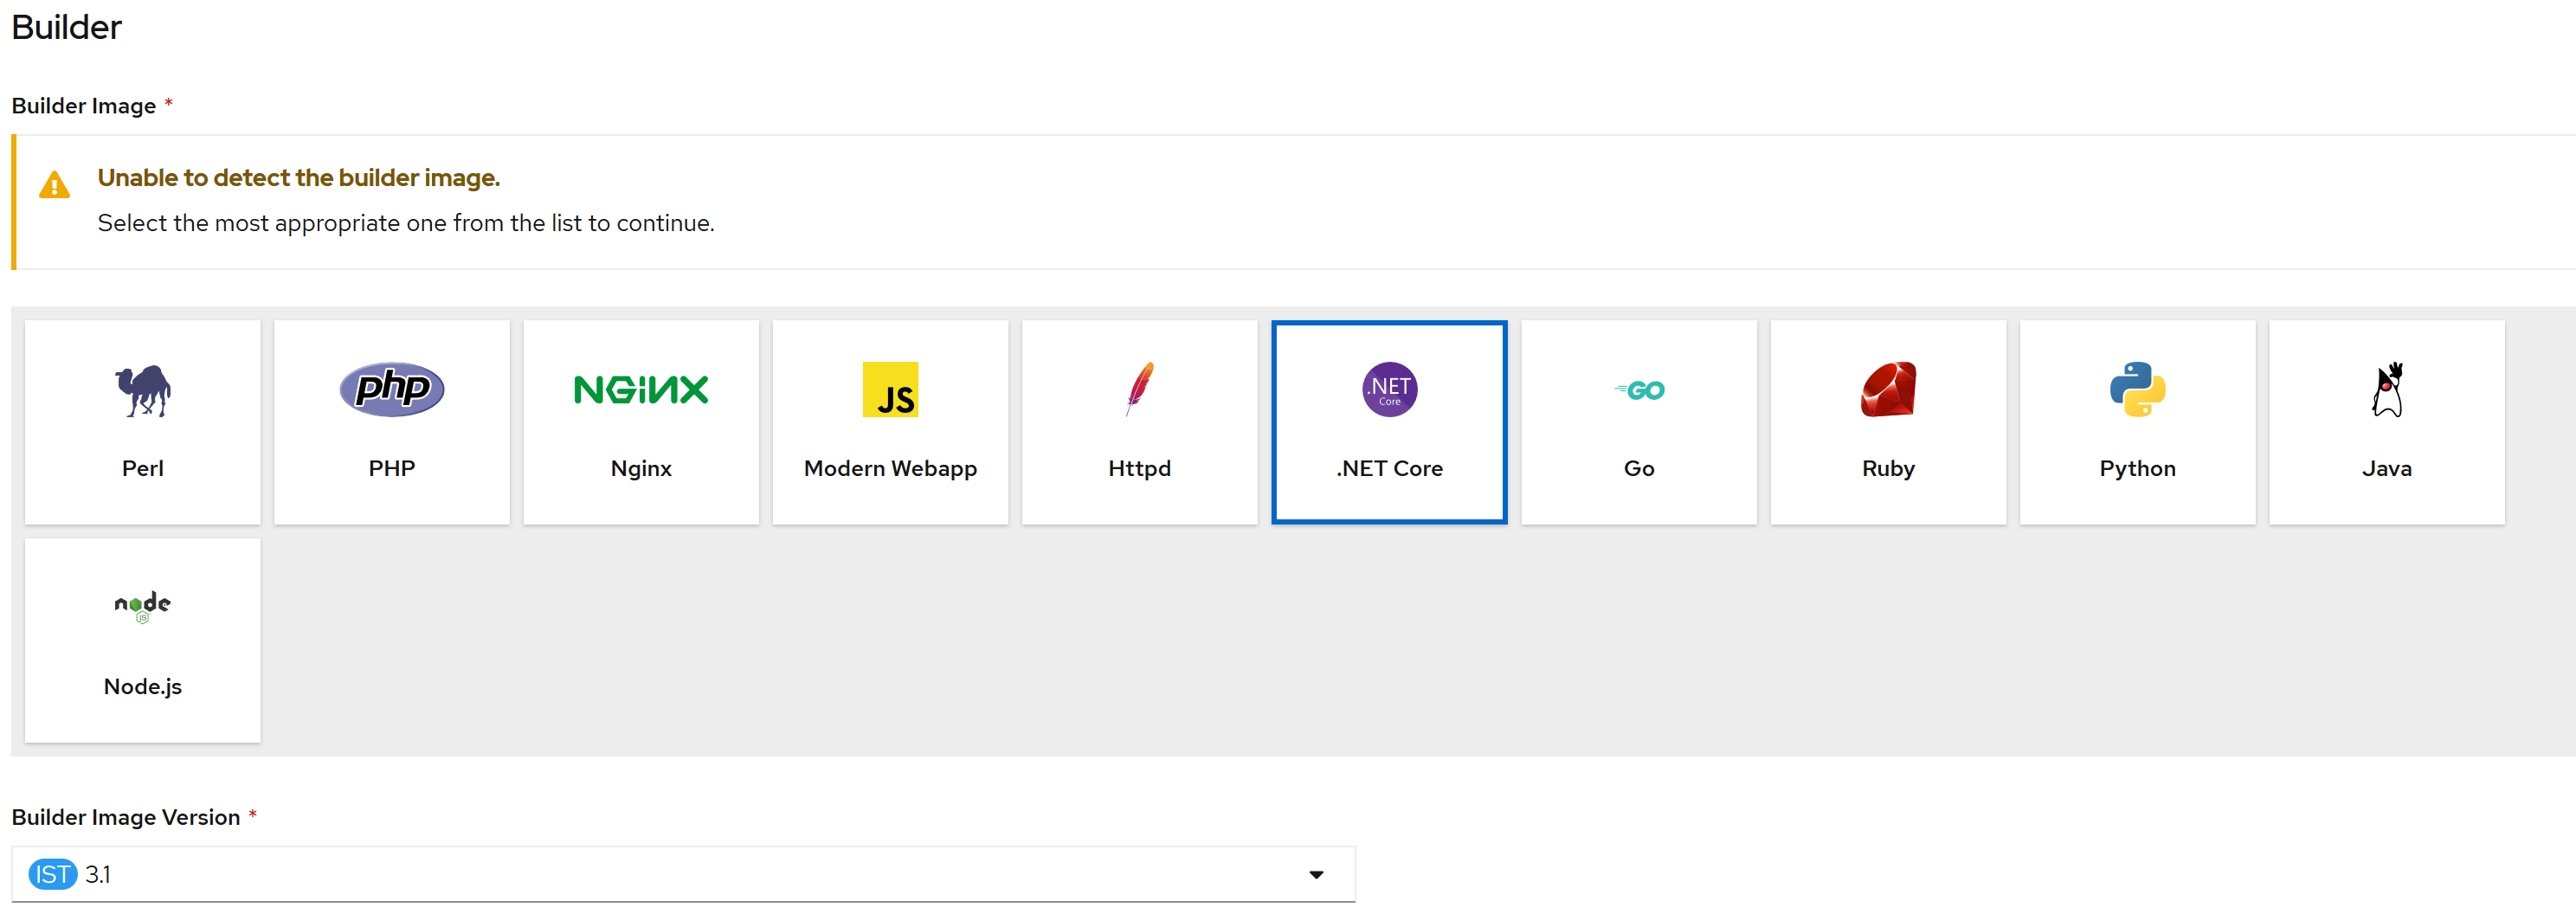 Builder
Builder Image *
Unable to detect the builder image.
Select the most appropriate one from the list to continue.
php
NGINX
JS
.NET
Core
GO
Perl
PHP
Nginx
Modern Webapp
Httpd
.NET Core
Go
Ruby
Python
Java
node
JS
Node.js
Builder Image Version *
IST 3.1